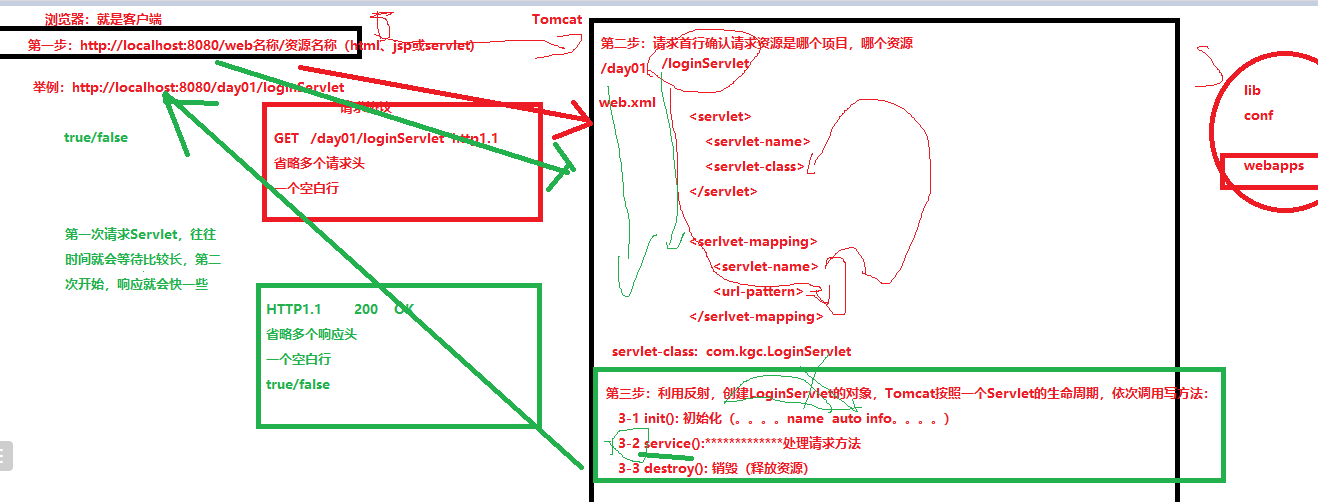 浏览器：就是客户端
Tomcat
第一步：http://localhost:8080/web名称/资源名称（html、jsp或servlet)
举例：http://localhost:8080/day01/loginServlet
true/false
请求协议
GET /day01/loginServlet http1.1
省略多个请求头
一个空白行
第一次请求Servlet，往往
时间就会等待比较长，第二
次开始，响应就会快一些
HTTP1.1 200 OK
省略多个响应头
一个空白行
true/false
第二步：请求首行确认请求资源是哪个项目，哪个资源
/day01 /loginServlet
web.xml
<servlet>
<servlet-name>
<servlet-class>
</servlet>
<serlvet-mapping>
<servlet-name>
<url-pattern>
</serlvet-mapping>
servlet-class: com.kgc.LoginServlet
第三步：利用反射，创建LoginServlet的对象，Tomcat按照一个Servlet的生命周期，依次调用写方法：
3-1 init(): 初始化（。。。。name auto info。。。。）
3-2 service():*************处理请求方法
3-3 destroy(): 销毁（释放资源）
lib
conf
webapps